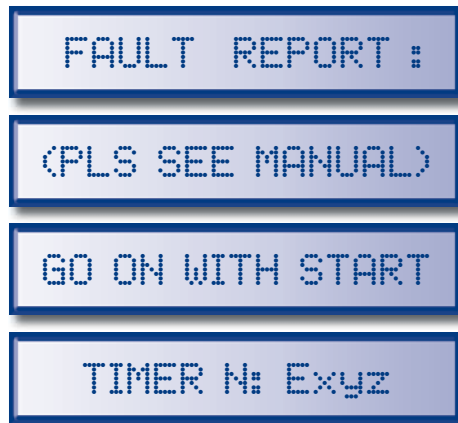 FAULT REPORT :
(PLS SEE MANUAL)
GO ON WITH START
TIMER N: Exyz